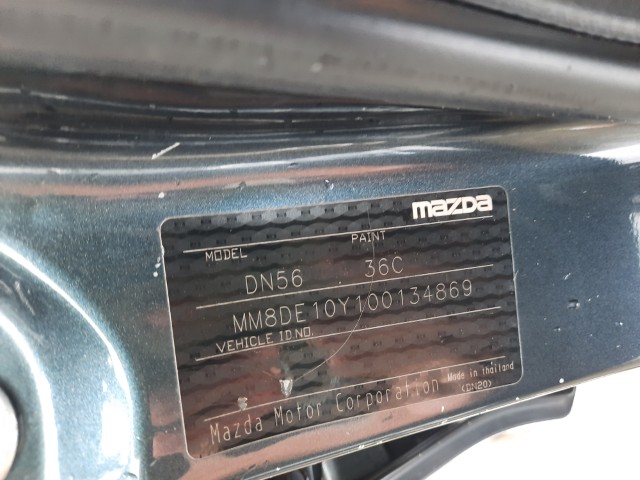 mazda
MODEL PAINT
DN56 36C
MM8DE10Y100134869
VEHICLE ID NO.
Mazda Motor Corporation Made in Thailand
(DN20)